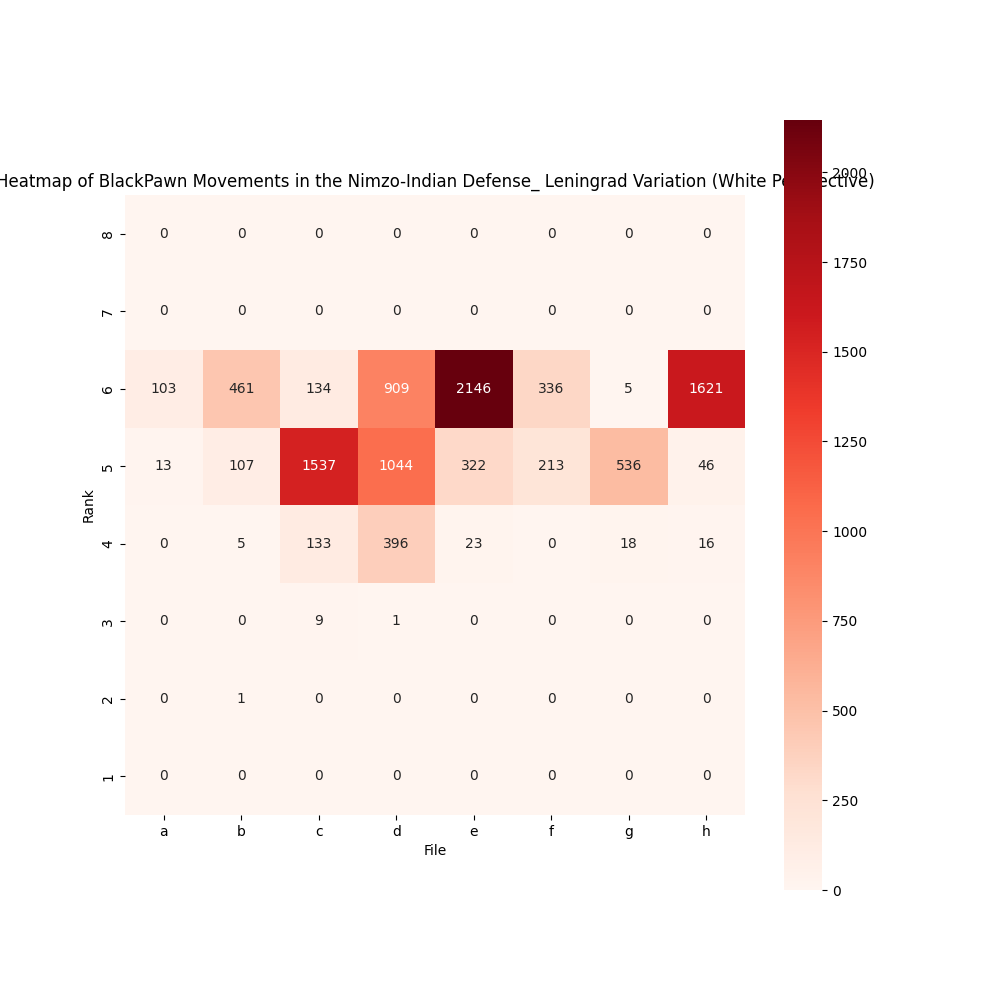 Heatmap of BlackPawn Movements in the Nimzo-Indian Defense_ Leningrad Variation (White
2000
8 0 0 0 0 0 0 0 0
1750
7 0 0 0 0 0 0 0 0
1500
6 103 461 134 909 2146 336 5 1621
1250
5 13 107 1537 1044 322 213 536 46
Rank
1000
4 0 5 133 396 23 0 18 16
750
3 0 0 9 1 0 0 0 0
500
2 0 1 0 0 0 0 0 0
1 0 0 0 0 0 0 0 0
250
a b c d e f g h
File
0